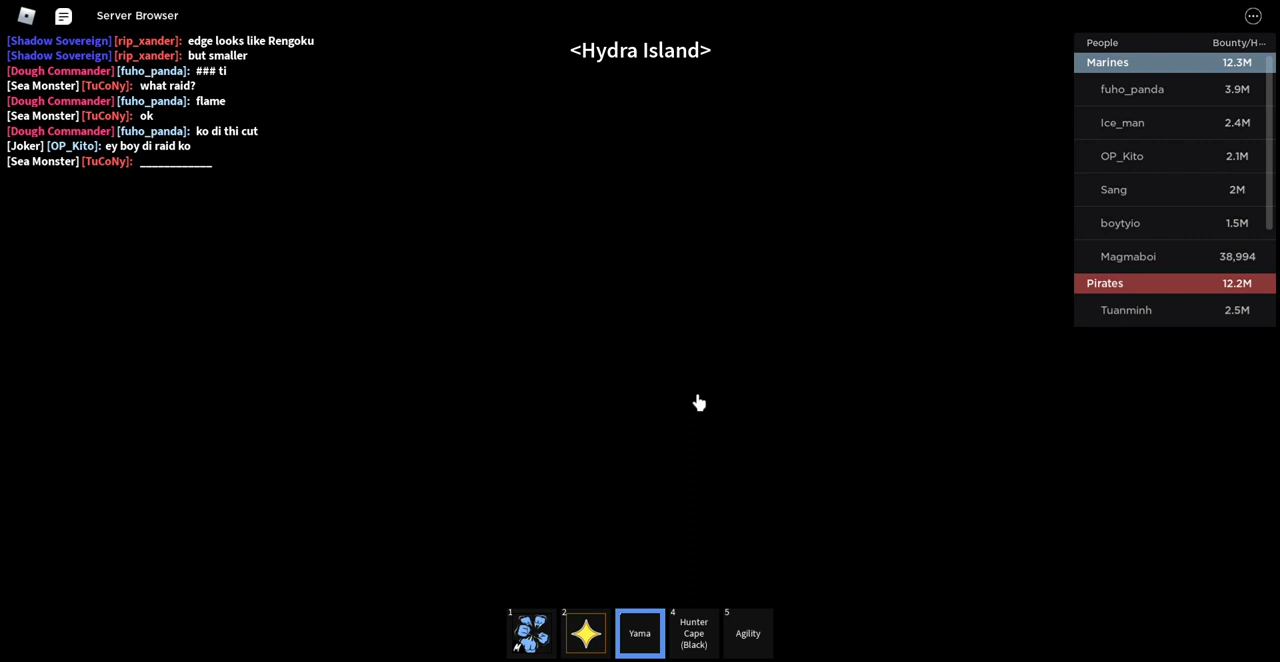 Server Browser
[Shadow Sovereign] [rip_xander]: edge looks like Rengoku
[Shadow Sovereign] [rip_xander]: but smaller
[Dough Commander] [fuho_panda]: ### ti
[Sea Monster] [TuCoNy]: what raid?
[Dough Commander] [fuho_panda]: flame
[Sea Monster] [TuCoNy]: ok
[Dough Commander] [fuho_panda]: ko di thi cut
[Joker] [OP_Kito]: ey boy di raid ko
[Sea Monster] [TuCoNy]: ____________
<Hydra Island>
People Bounty/H...
Marines 12.3M
fuho_panda 3.9M
Ice_man 2.4M
OP_Kito 2.1M
Sang 2M
boytyio 1.5M
Magmaboi 38,994
Pirates 12.2M
Tuanminh 2.5M
1
2
Yama
4
Hunter
Cape
(Black)
5
Agility